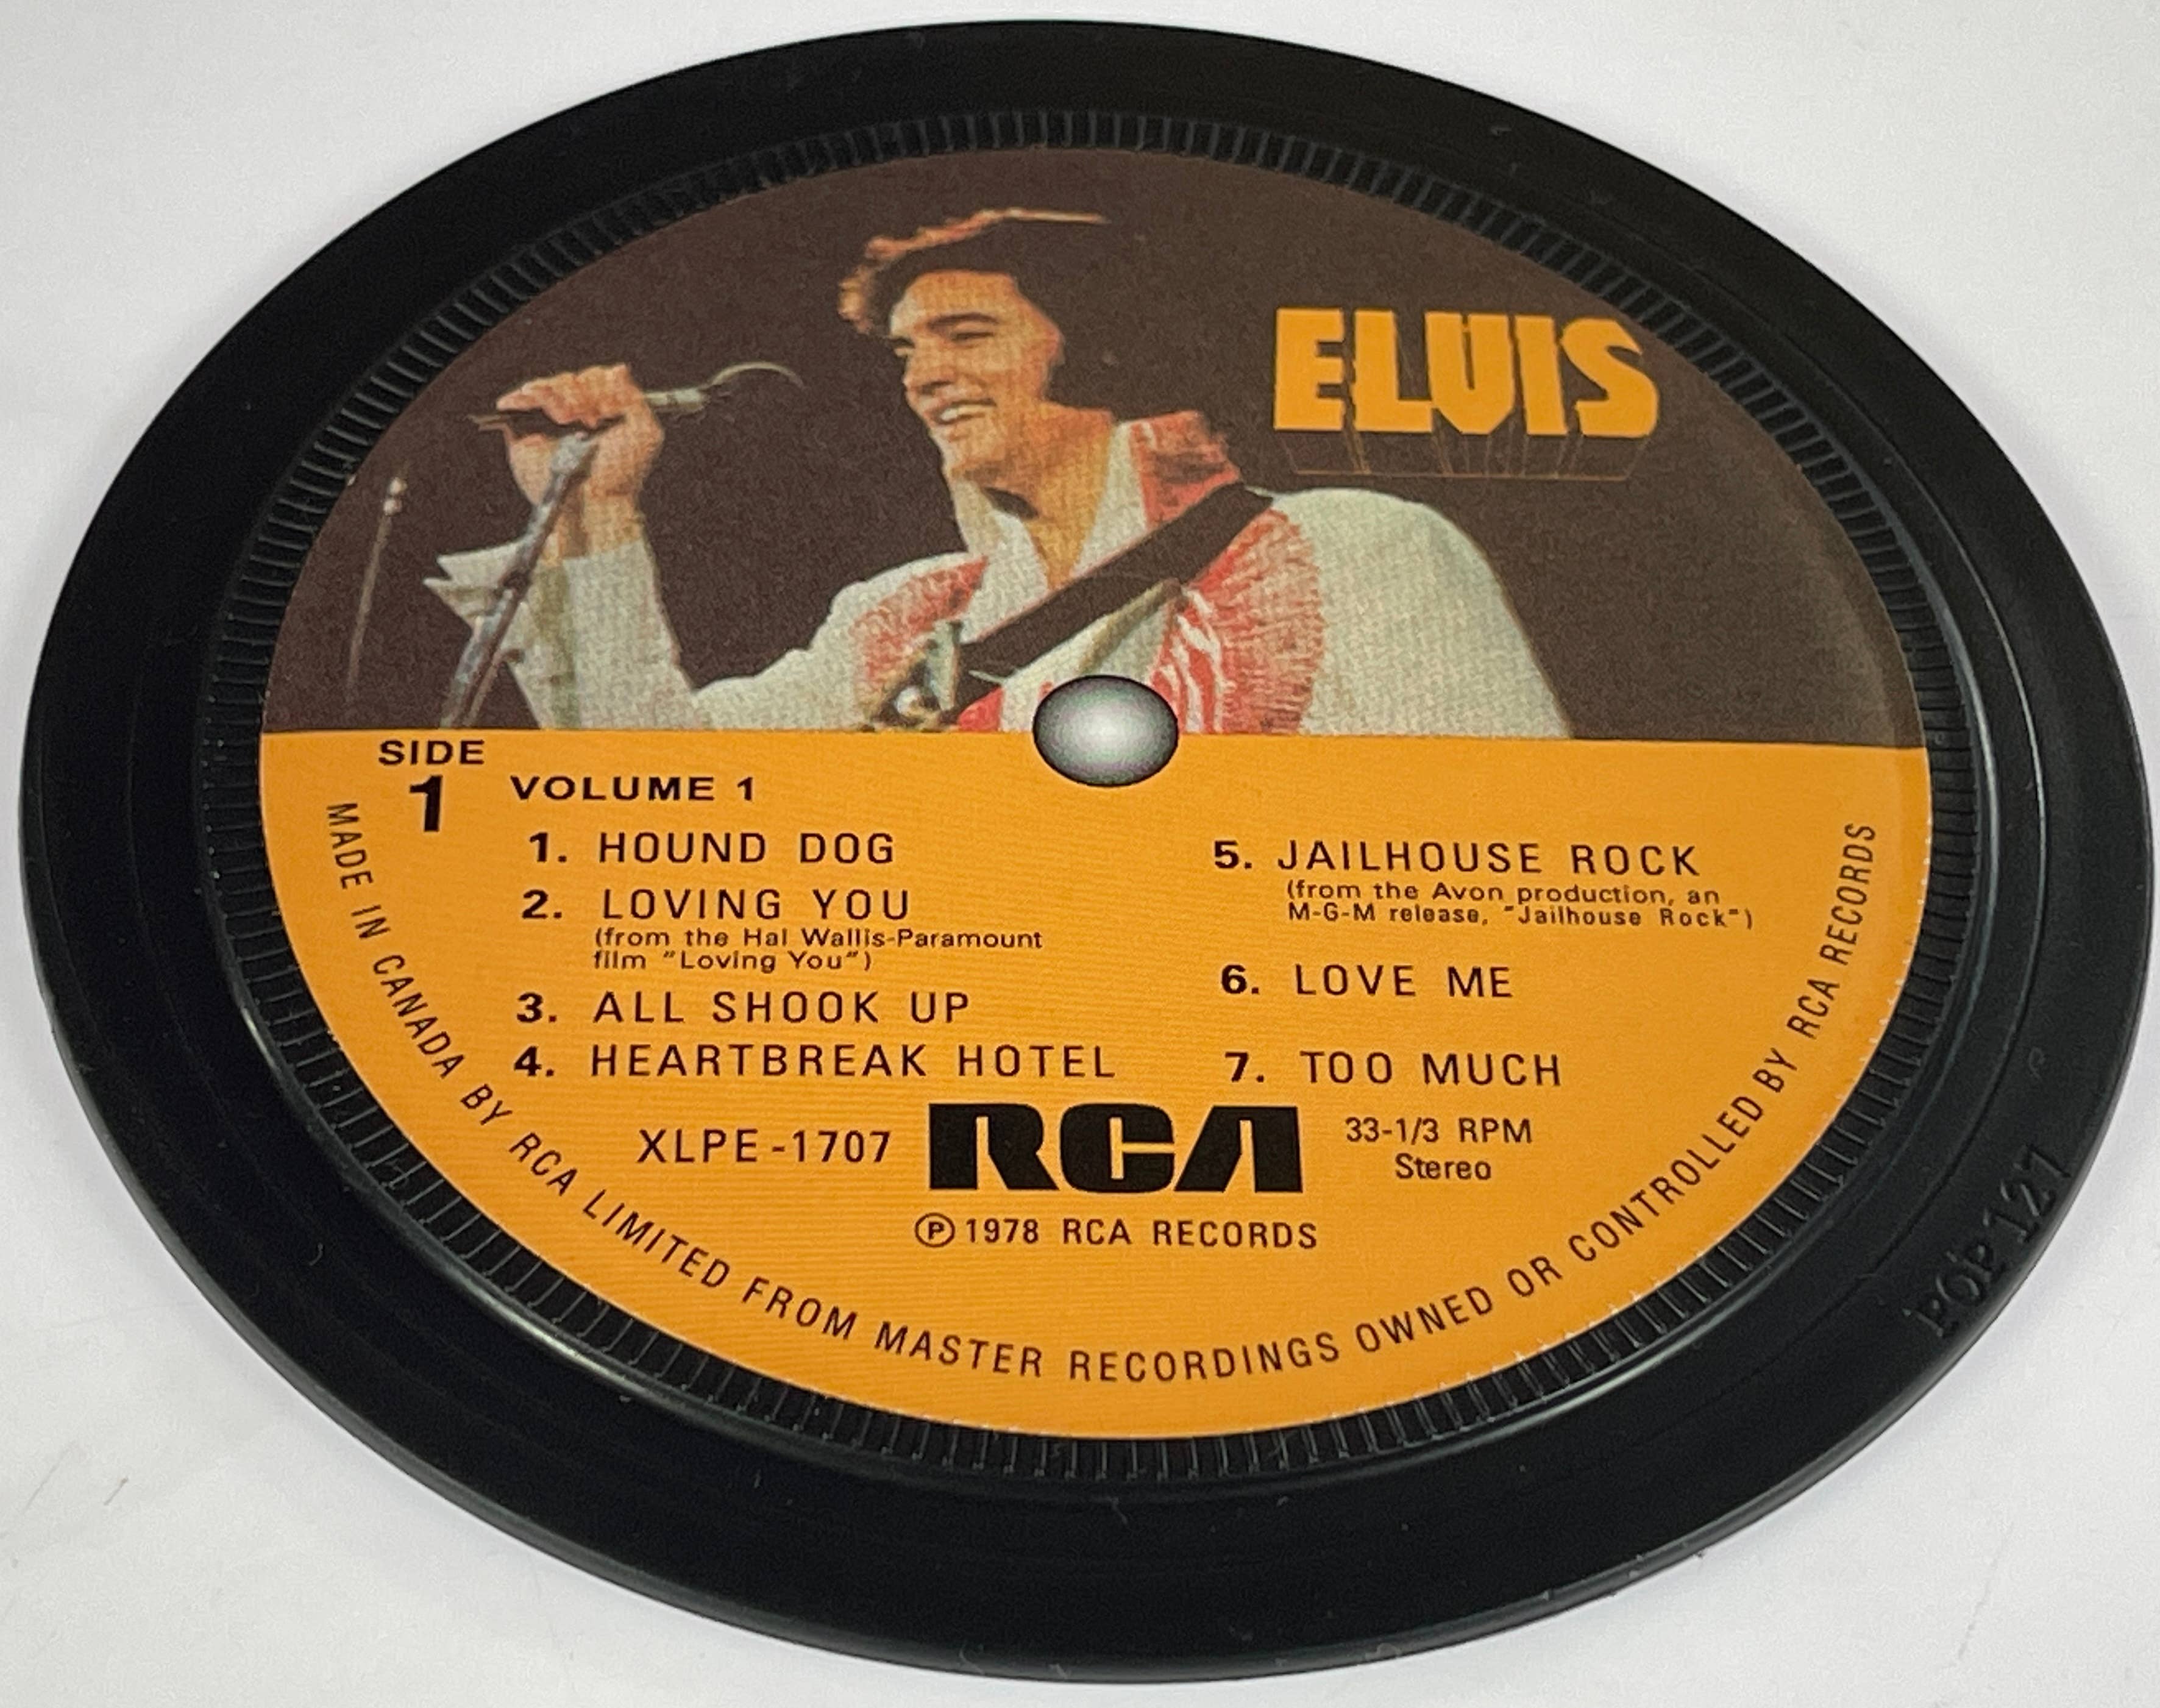 ELVIS
SIDE
1
VOLUME 1
1. HOUND DOG
2. LOVING YOU
(from the Hal Wallis-Paramount
film "Loving You")
3. ALL SHOOK UP
4. HEARTBREAK HOTEL
5. JAILHOUSE ROCK
(from the Avon production, an
M-G-M release, "Jailhouse Rock")
6. LOVE ME
7. TOO MUCH
XLPE-1707
RCA
33-1/3 RPM
Stereo
Ⓟ 1978 RCA RECORDS
MADE IN CANADA BY RCA LIMITED FROM MASTER RECORDINGS OWNED OR CONTROLLED BY RCA RECORDS
POP 121